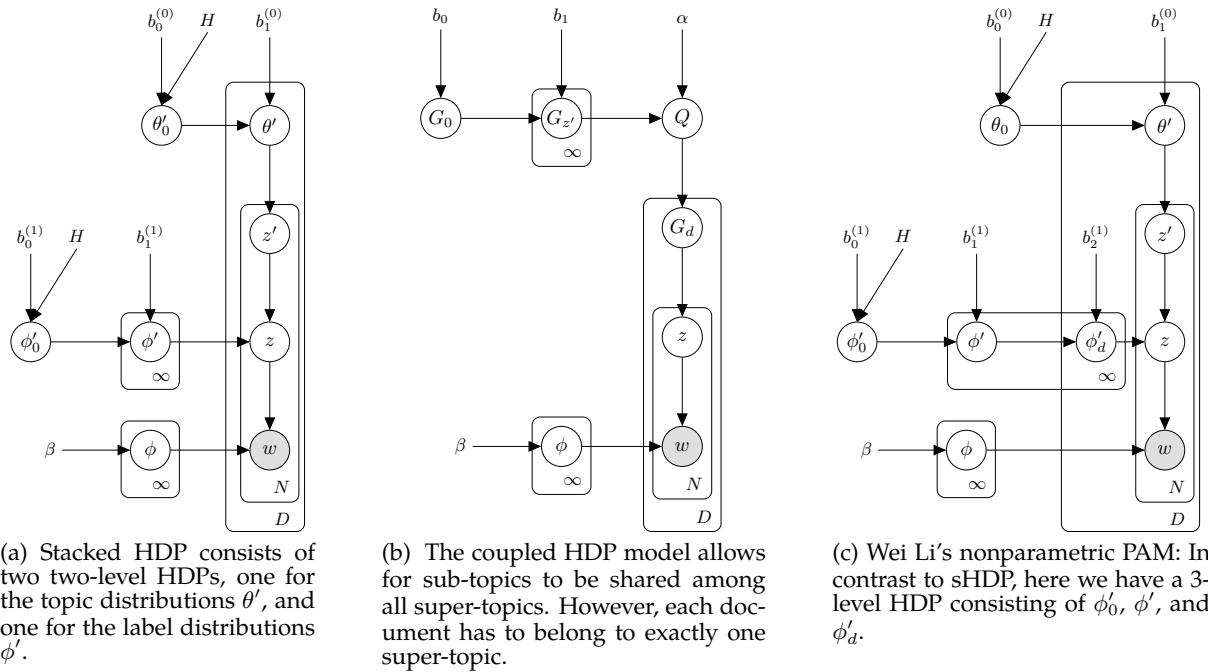 b_0^{(0)} H b_1^{(0)}
θ'_0 θ'
z'
b_0^{(1)} H b_1^{(1)}
φ'_0 φ' z
∞
β φ w
∞ N
D
(a) Stacked HDP consists of
two two-level HDPs, one for
the topic distributions θ′, and
one for the label distributions
φ′.
b_0 b_1 α
G_0 G_{z'} Q
∞
G_d
z
β φ w
∞ N
D
(b) The coupled HDP model allows
for sub-topics to be shared among
all super-topics. However, each doc-
ument has to belong to exactly one
super-topic.
b_0^{(0)} H b_1^{(0)}
θ_0 θ'
z'
b_0^{(1)} H b_1^{(1)} b_2^{(1)}
φ'_0 φ' φ'_d z
∞
β φ w
∞ N
D
(c) Wei Li's nonparametric PAM: In
contrast to sHDP, here we have a 3-
level HDP consisting of φ′_0, φ′, and
φ′_d.